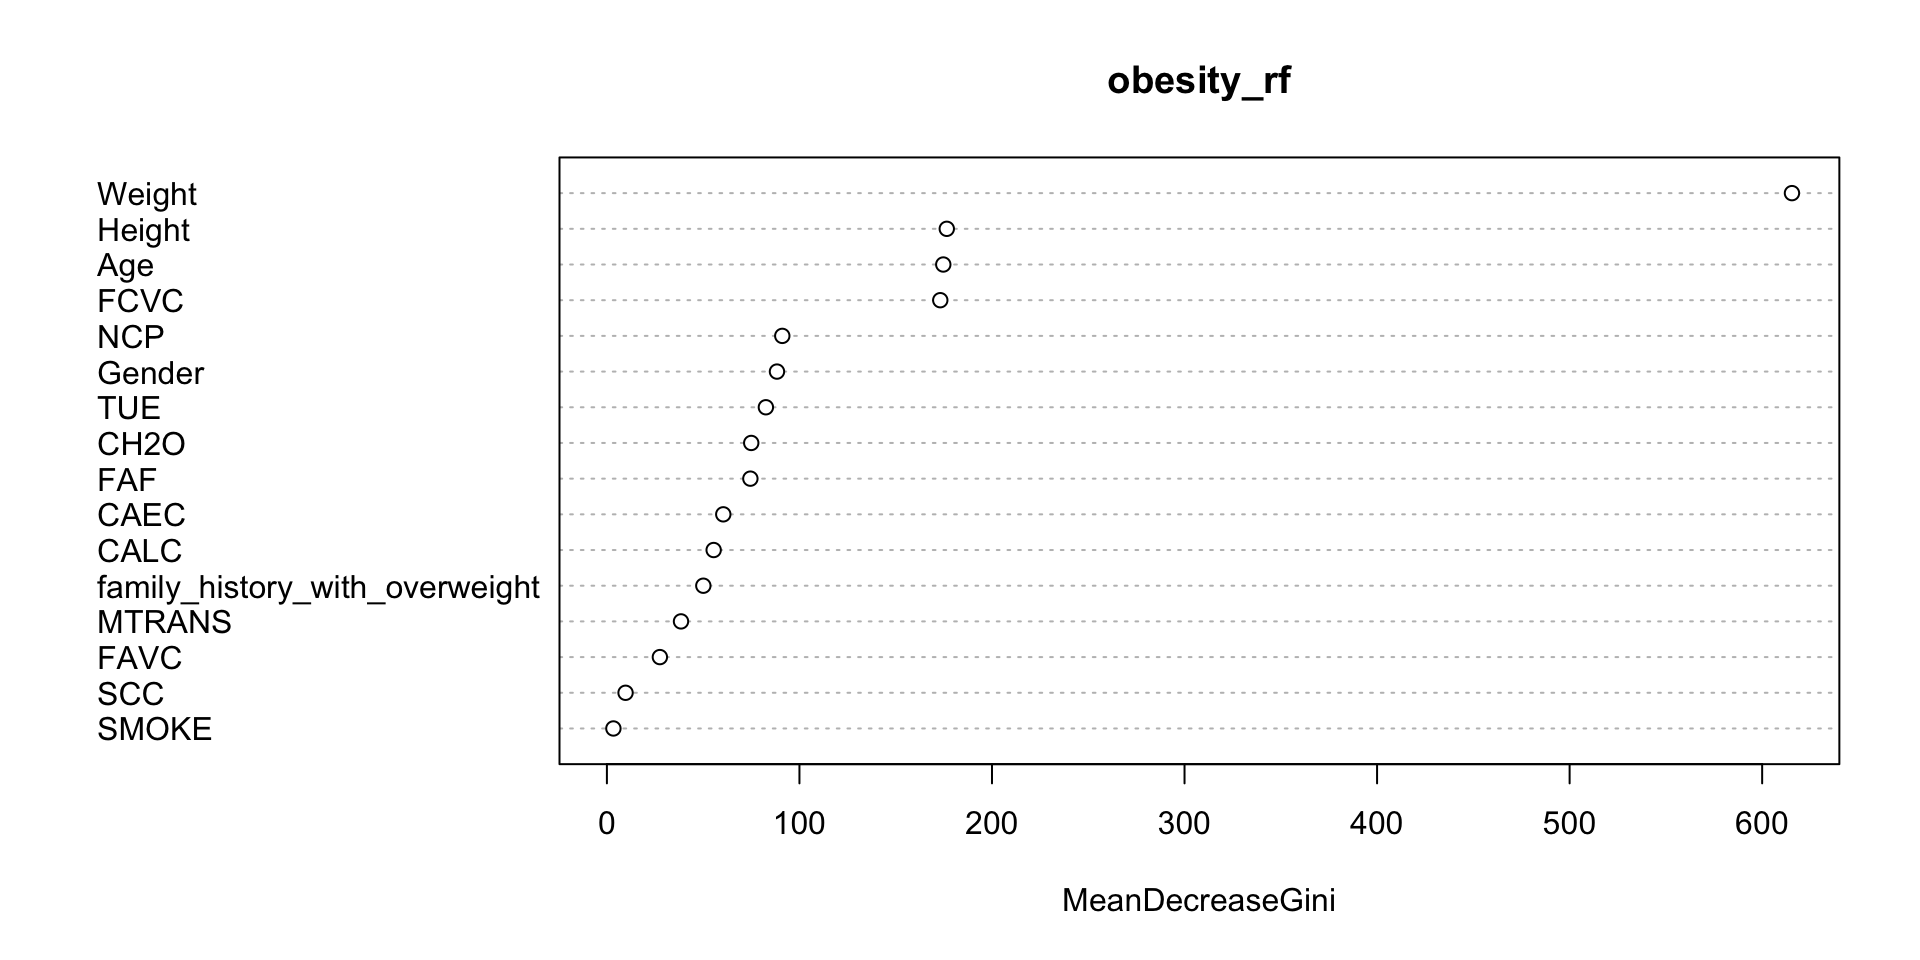 obesity_rf
Weight
Height
Age
FCVC
NCP
Gender
TUE
CH2O
FAF
CAEC
CALC
family_history_with_overweight
MTRANS
FAVC
SCC
SMOKE
0 100 200 300 400 500 600
MeanDecreaseGini